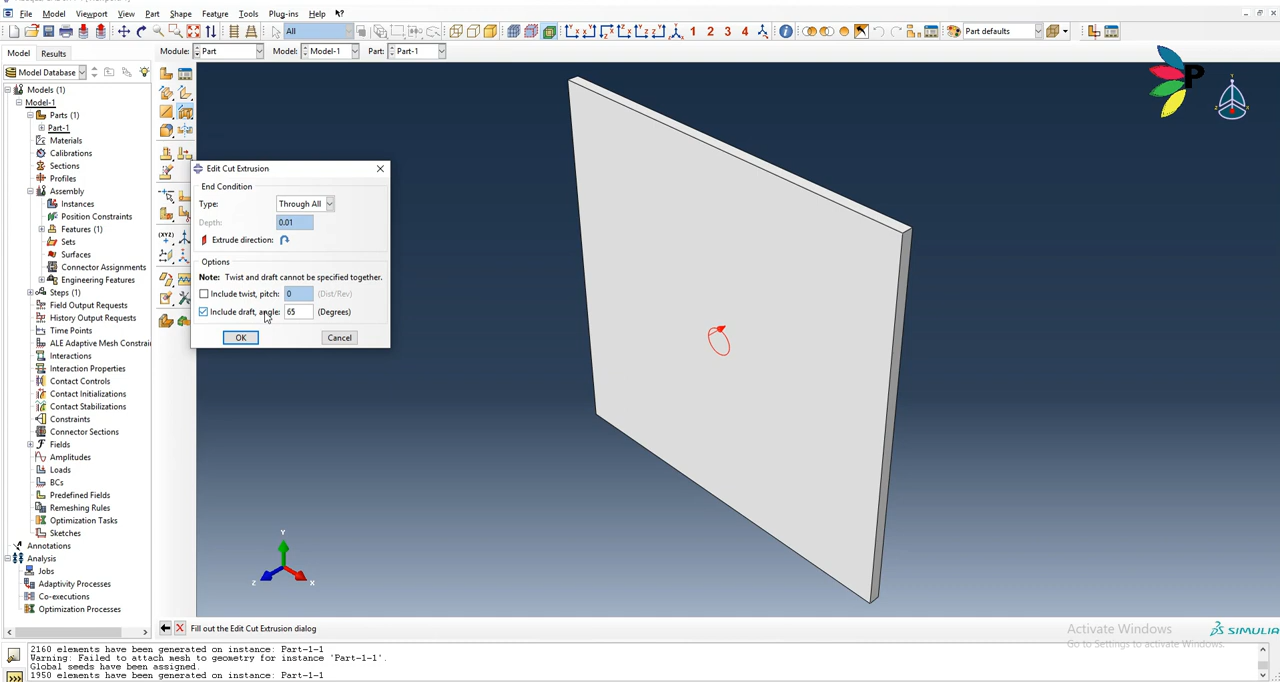 File Model Viewport View Part Shape Feature Tools Plug-ins Help
All 1 2 3 4 Part defaults
Model Results Module: Part Model: Model-1 Part: Part-1
Model Database
Models (1)
Model-1
Parts (1)
Part-1
Materials
Calibrations
Sections
Profiles
Assembly
Instances
Position Constraints
Features (1)
Sets
Surfaces
Connector Assignments
Engineering Features
Steps (1)
Field Output Requests
History Output Requests
Time Points
ALE Adaptive Mesh Constrai
Interactions
Interaction Properties
Contact Controls
Contact Initializations
Contact Stabilizations
Constraints
Connector Sections
Fields
Amplitudes
Loads
BCs
Predefined Fields
Remeshing Rules
Optimization Tasks
Sketches
Annotations
Analysis
Jobs
Adaptivity Processes
Co-executions
Optimization Processes
(XYZ)
Edit Cut Extrusion
End Condition
Type: Through All
Depth: 0.01
Extrude direction:
Options
Note: Twist and draft cannot be specified together.
Include twist, pitch: 0 (Dist/Rev)
Include draft, angle: 65 (Degrees)
OK Cancel
P
Y
Z X
Y
Z X
Fill out the Edit Cut Extrusion dialog
Activate Windows
Go to Settings to activate Windows.
SIMULIA
2160 elements have been generated on instance: Part-1-1
Warning: Failed to attach mesh to geometry for instance 'Part-1-1'.
Global seeds have been assigned.
1950 elements have been generated on instance: Part-1-1